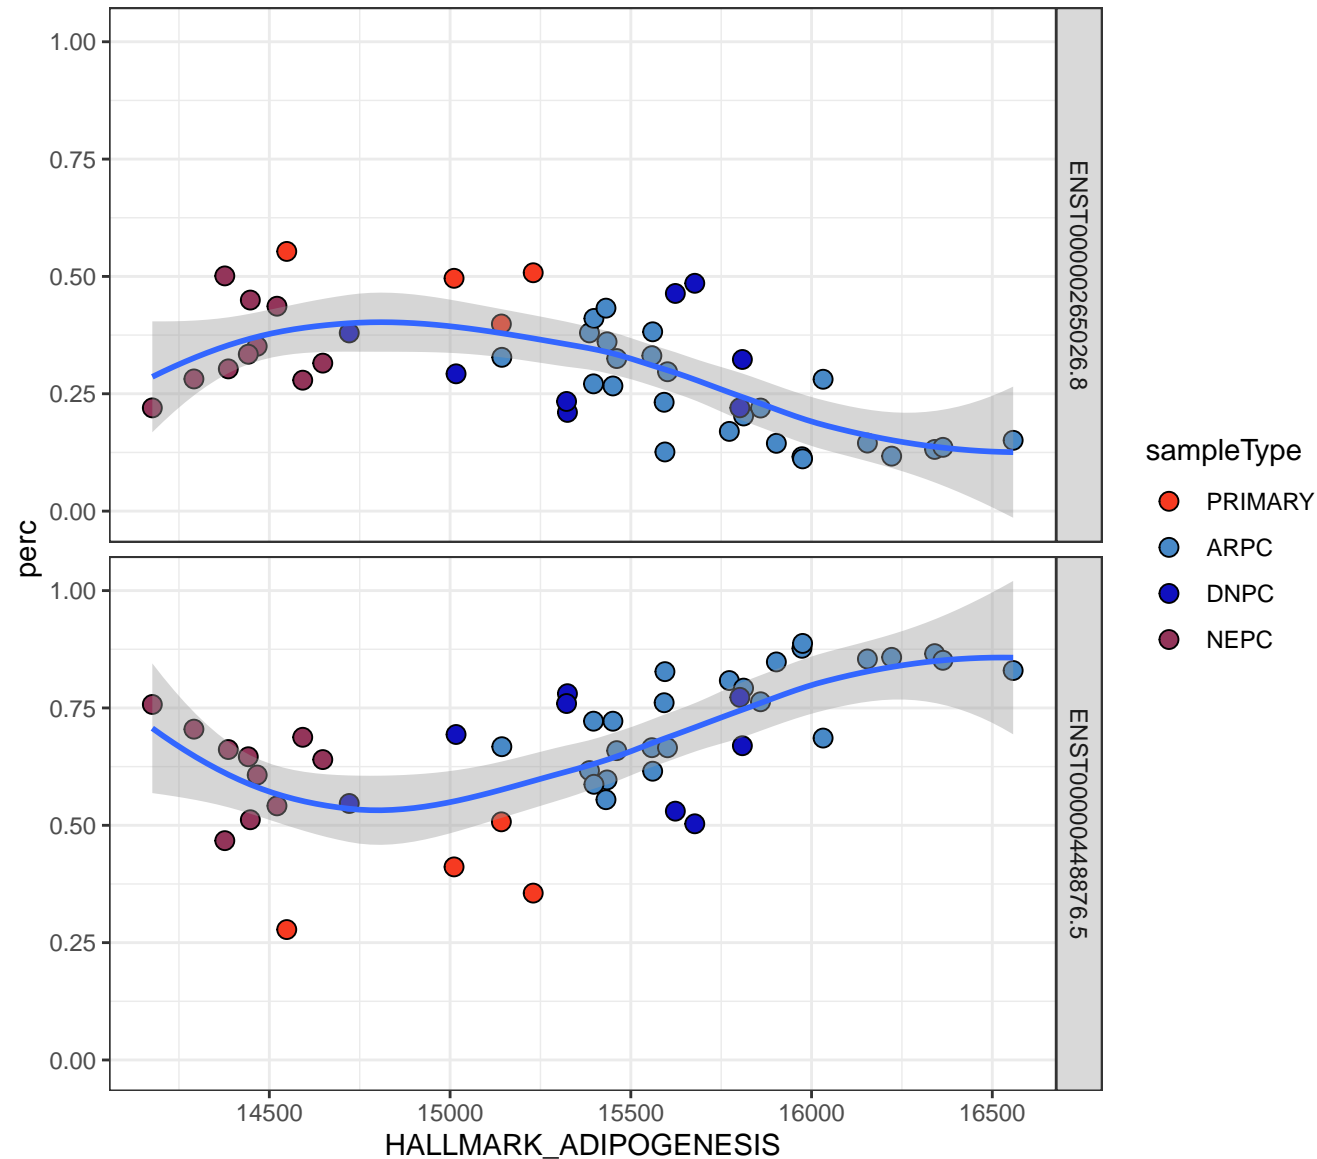 1.00
0.75
0.50
0.25
0.00
ENST00000265026.8
1.00
0.75
0.50
0.25
0.00
ENST00000448876.5
perc
14500
15000
15500
16000
16500
HALLMARK_ADIPOGENESIS
sampleType
PRIMARY
ARPC
DNPC
NEPC